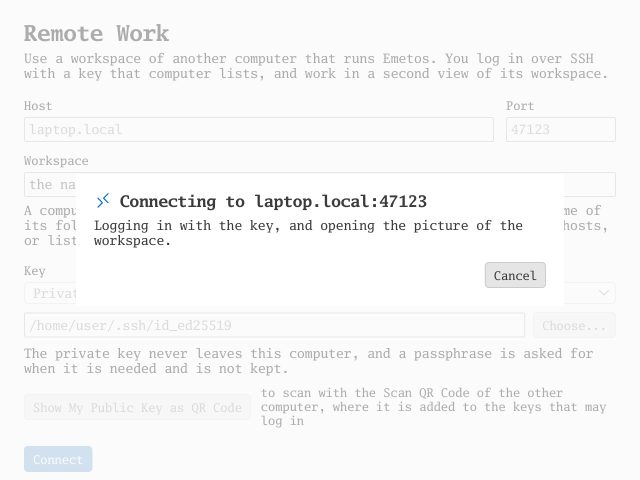 Remote Work
Use a workspace of another computer that runs Emetos. You log in over SSH
with a key that computer lists, and work in a second view of its workspace.
Host
Port
laptop.local
47123
Workspace
the na
Connecting to laptop.local:47123
Logging in with the key, and opening the picture of the
workspace.
Cancel
A compu
me of
its fol
hosts,
or list
Key
Privat
/home/user/.ssh/id_ed25519
Choose...
The private key never leaves this computer, and a passphrase is asked for
when it is needed and is not kept.
Show My Public Key as QR Code
to scan with the Scan QR Code of the other
computer, where it is added to the keys that may
log in
Connect